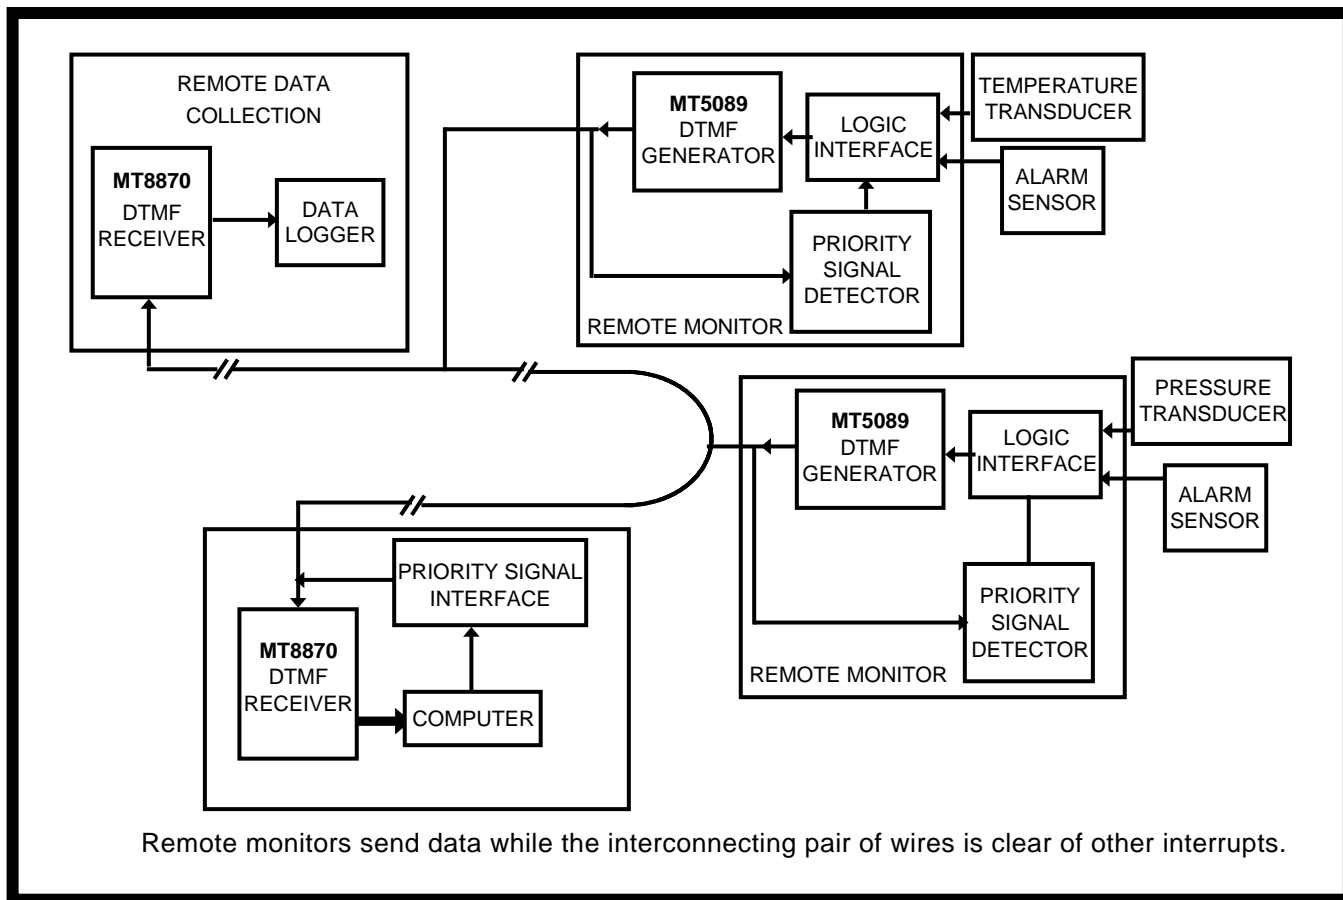 REMOTE DATA
COLLECTION
MT8870
DTMF
RECEIVER
DATA
LOGGER
MT5089
DTMF
GENERATOR
LOGIC
INTERFACE
PRIORITY
SIGNAL
DETECTOR
REMOTE MONITOR
TEMPERATURE
TRANSDUCER
ALARM
SENSOR
MT5089
DTMF
GENERATOR
LOGIC
INTERFACE
PRIORITY
SIGNAL
DETECTOR
REMOTE MONITOR
PRESSURE
TRANSDUCER
ALARM
SENSOR
PRIORITY SIGNAL
INTERFACE
MT8870
DTMF
RECEIVER
COMPUTER
Remote monitors send data while the interconnecting pair of wires is clear of other interrupts.